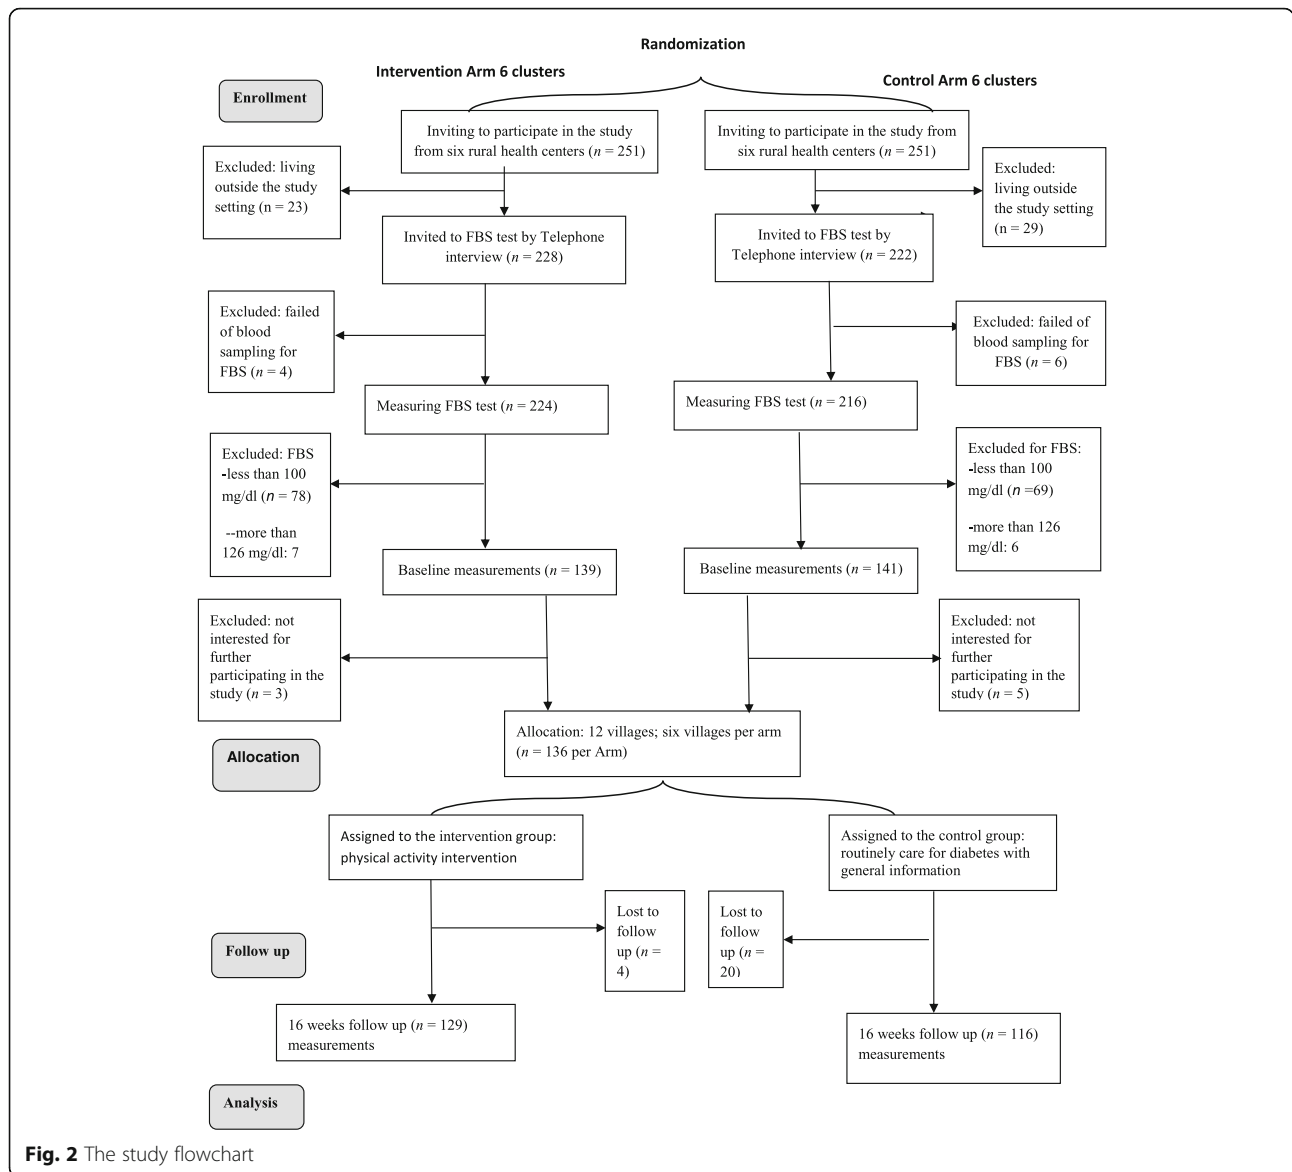 Randomization
Intervention Arm 6 clusters
Control Arm 6 clusters
Enrollment
Inviting to participate in the study
from six rural health centers (n = 251)
Inviting to participate in the study from
six rural health centers (n = 251)
Excluded: living
outside the study
setting (n = 23)
Excluded:
living outside
the study setting
(n = 29)
Invited to FBS test by Telephone
interview (n = 228)
Invited to FBS test by
Telephone interview (n = 222)
Excluded: failed
of blood
sampling for
FBS (n = 4)
Excluded: failed of
blood sampling for
FBS (n = 6)
Measuring FBS test (n = 224)
Measuring FBS test (n = 216)
Excluded: FBS
-less than 100
mg/dl (n = 78)
--more than
126 mg/dl: 7
Excluded for FBS:
-less than 100
mg/dl (n =69)
-more than 126
mg/dl: 6
Baseline measurements (n = 139)
Baseline measurements (n = 141)
Excluded: not
interested for
further
participating in the
study (n = 3)
Excluded: not
interested for
further
participating in the
study (n = 5)
Allocation: 12 villages; six villages per arm
(n = 136 per Arm)
Allocation
Assigned to the intervention group:
physical activity intervention
Assigned to the control group:
routinely care for diabetes with
general information
Lost to
follow
up (n =
4)
Lost to
follow
up (n =
20)
Follow up
16 weeks follow up (n = 129)
measurements
16 weeks follow up (n = 116)
measurements
Analysis
Fig. 2 The study flowchart